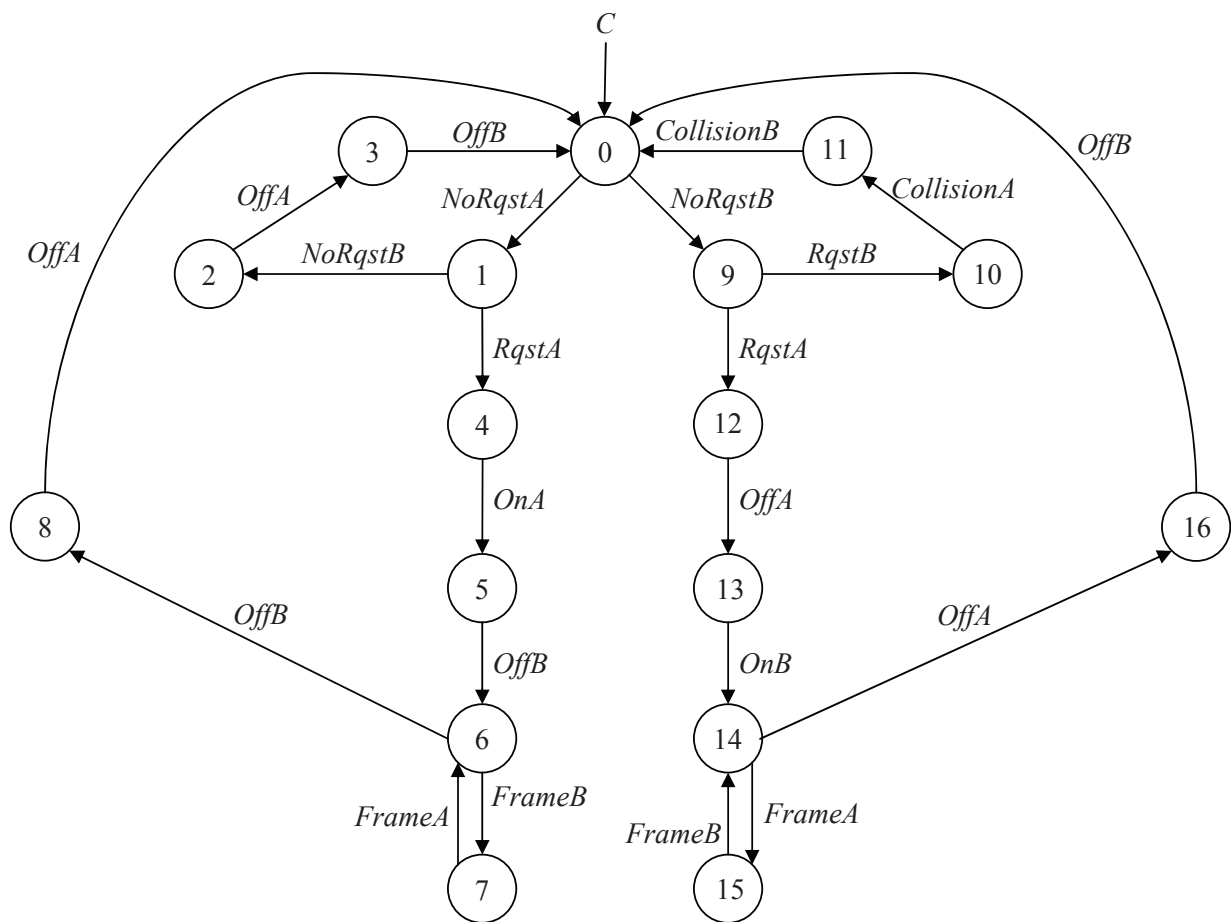 C
3
OffB
0
CollisionB
11
OffB
OffA
NoRqstA
NoRqstB
CollisionA
OffA
2
NoRqstB
1
9
RqstB
10
RqstA
RqstA
4
12
OnA
OffA
8
16
5
13
OffB
OffB
OnB
OffA
6
14
FrameA
FrameB
FrameB
FrameA
7
15